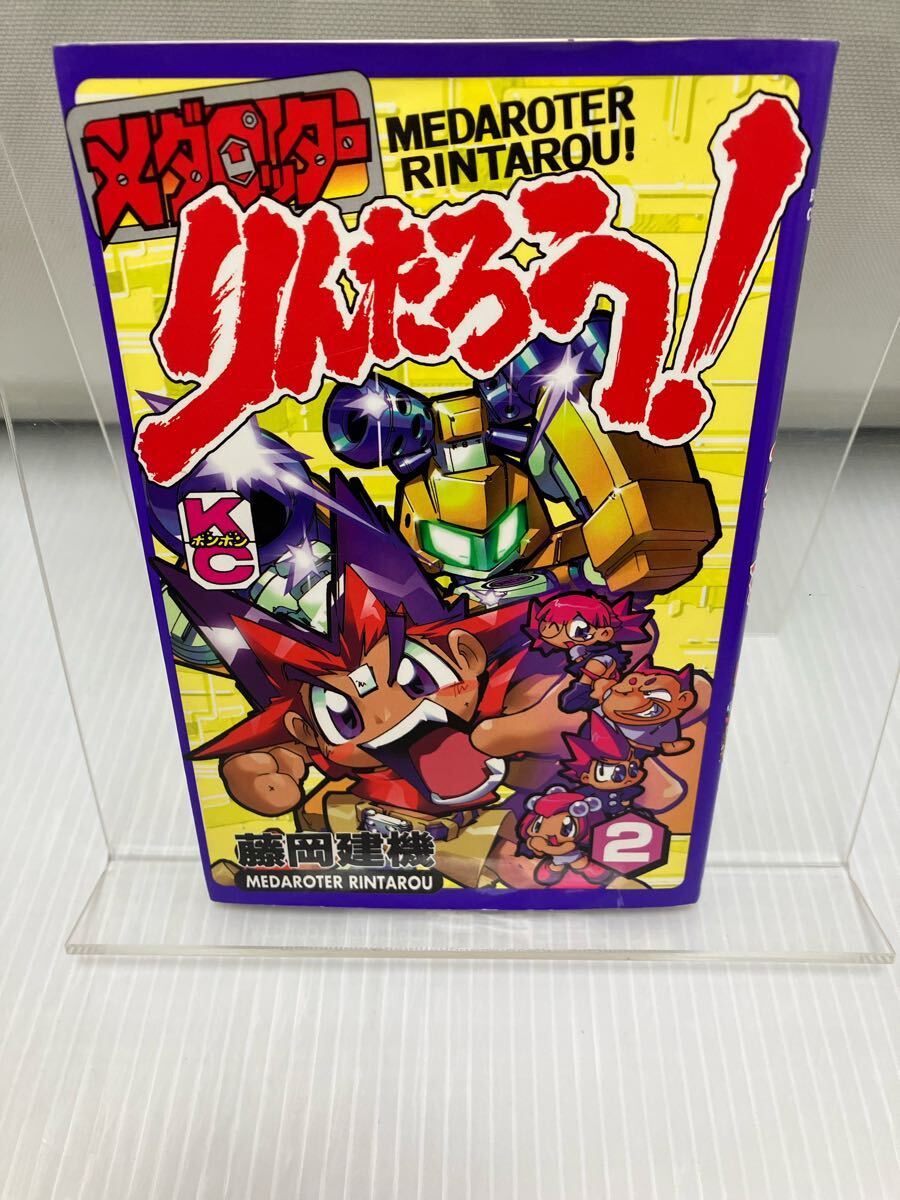 メダロッター
MEDAROTER
RINTAROU!
りんたろう!
KC
ボンボン
藤岡建機
MEDAROTER RINTAROU
2